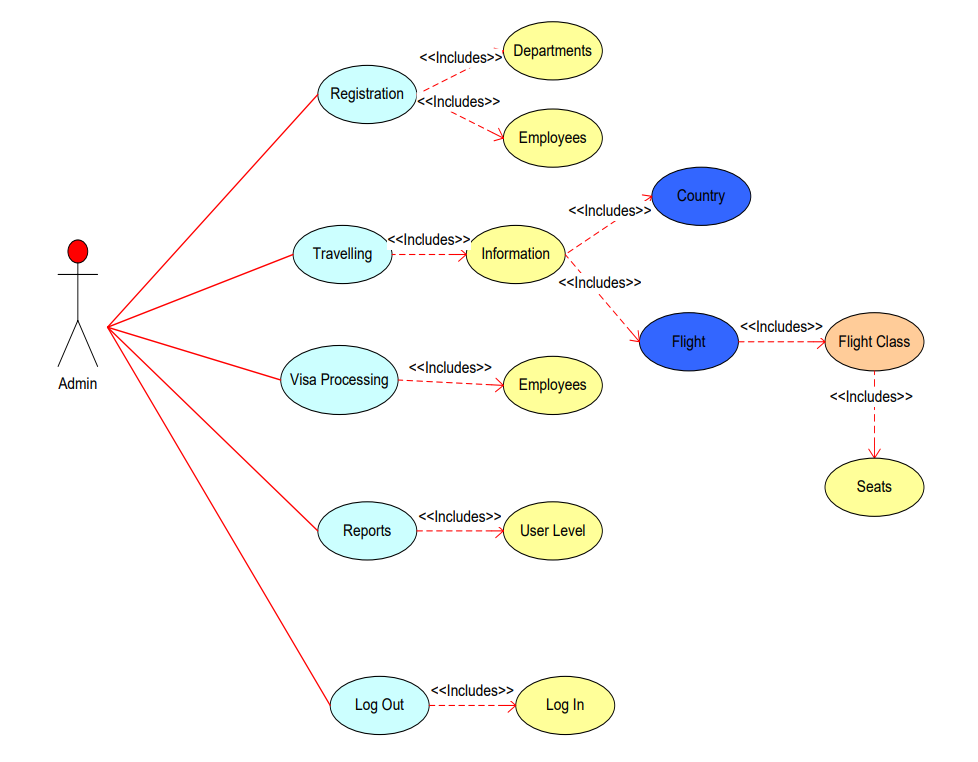 Departments
<<Includes>>
Registration
<<Includes>>
Employees
Country
<<Includes>>
Travelling
<<Includes>>
Information
<<Includes>>
Flight
<<Includes>>
Flight Class
Admin
Visa Processing
<<Includes>>
Employees
<<Includes>>
Seats
Reports
<<Includes>>
User Level
Log Out
<<Includes>>
Log In